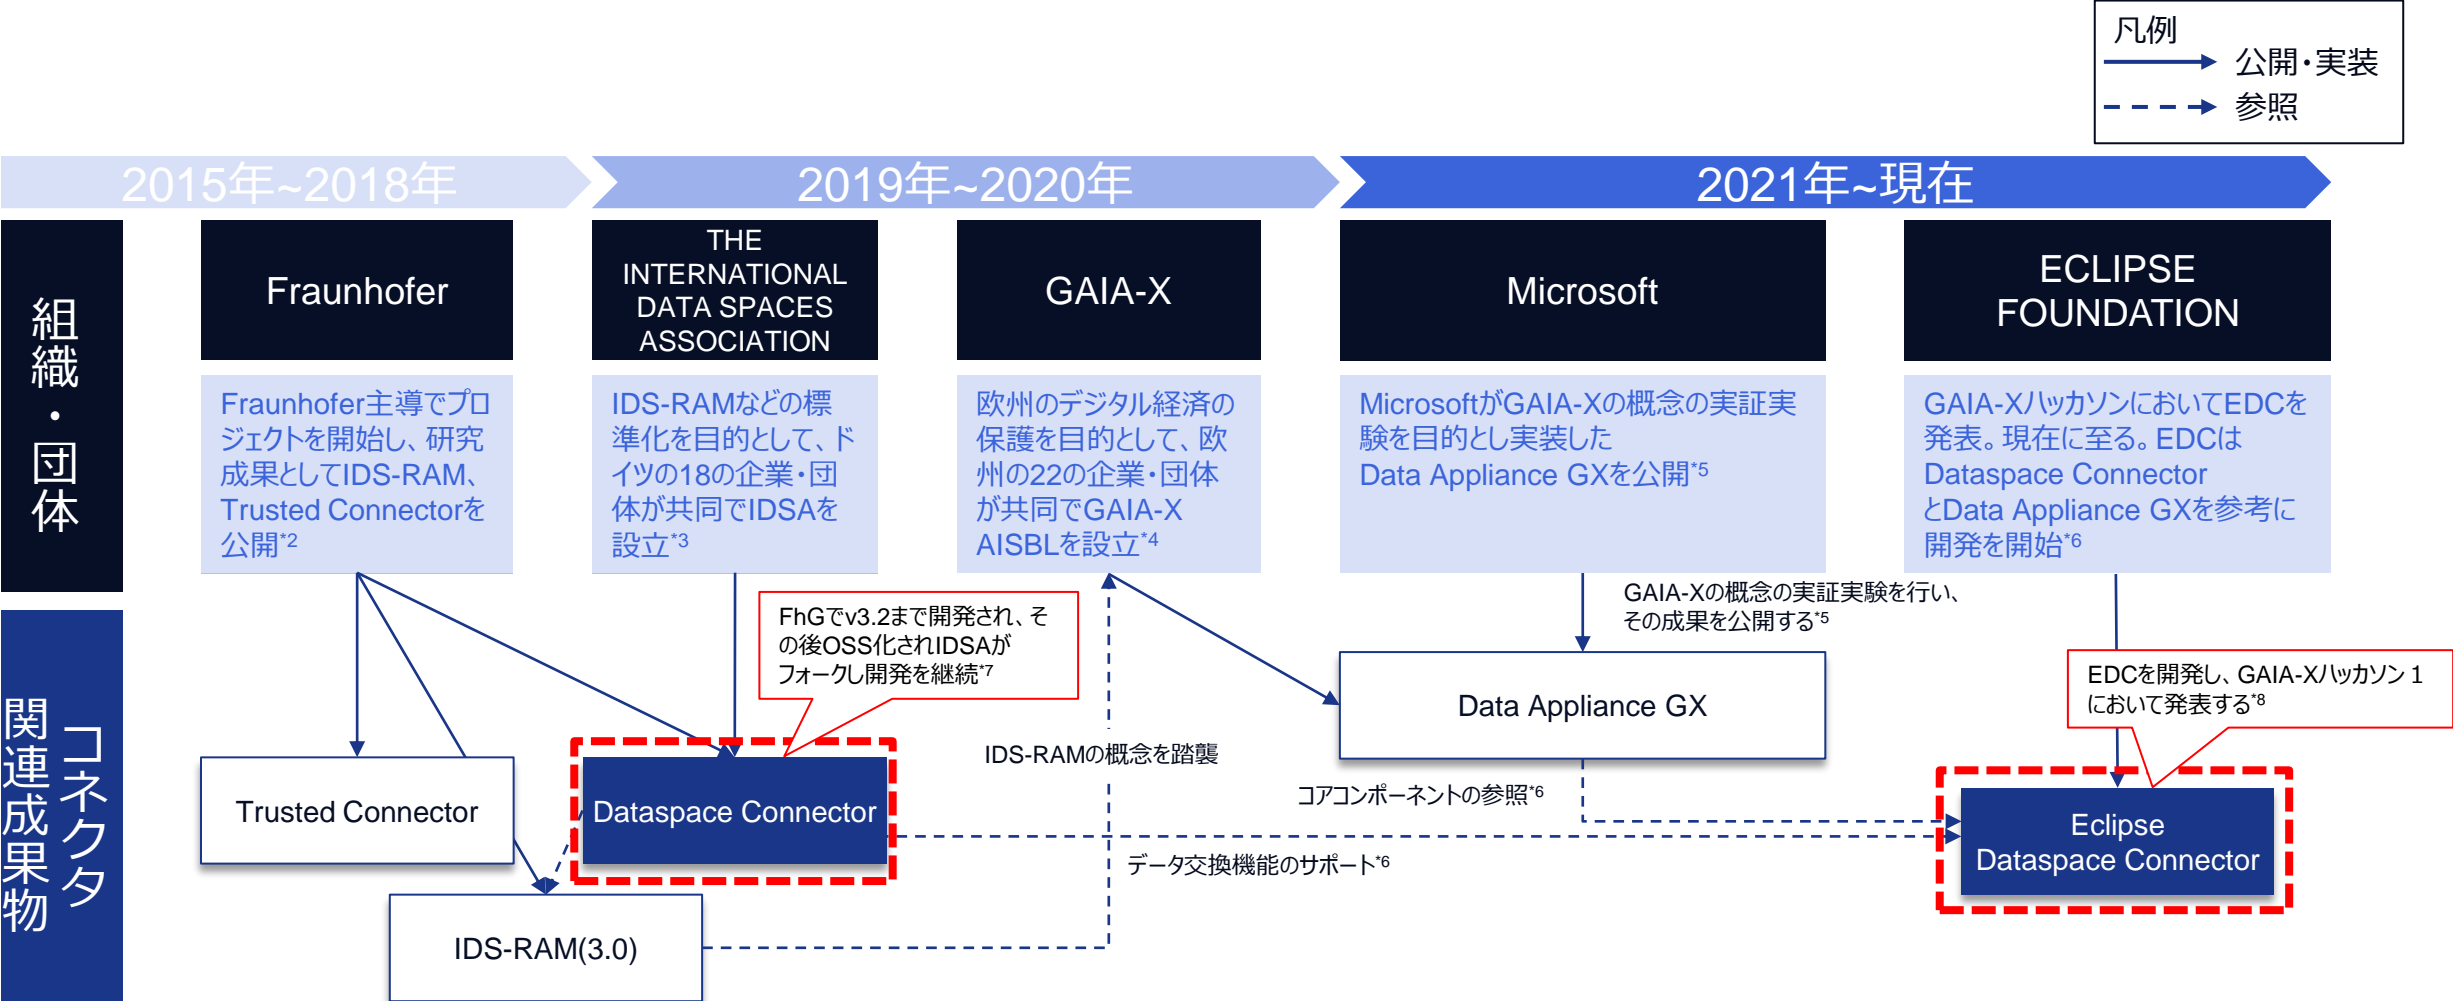 凡例
公開・実装
参照
2015年~2018年
2019年~2020年
2021年~現在
組織・団体
Fraunhofer
THE
INTERNATIONAL
DATA SPACES
ASSOCIATION
GAIA-X
Microsoft
ECLIPSE
FOUNDATION
Fraunhofer主導でプロ
ジェクトを開始し、研究
成果としてIDS-RAM、
Trusted Connectorを
公開*2
IDS-RAMなどの標
準化を目的として、ド
イツの18の企業・団
体が共同でIDSAを
設立*3
欧州のデジタル経済の
保護を目的として、欧
州の22の企業・団体
が共同でGAIA-X
AISBLを設立*4
MicrosoftがGAIA-Xの概念の実証実
験を目的とし実装した
Data Appliance GXを公開*5
GAIA-XハッカソンにおいてEDCを
発表。現在に至る。EDCは
Dataspace Connector
とData Appliance GXを参考に
開発を開始*6
コネクタ
関連成果物
FhGでv3.2まで開発され、そ
の後OSS化されIDSAが
フォークし開発を継続*7
GAIA-Xの概念の実証実験を行い、
その成果を公開する*5
EDCを開発し、GAIA-Xハッカソン1
において発表する*8
Data Appliance GX
IDS-RAMの概念を踏襲
コアコンポーネントの参照*6
Trusted Connector
Dataspace Connector
Eclipse
Dataspace Connector
データ交換機能のサポート*6
IDS-RAM(3.0)